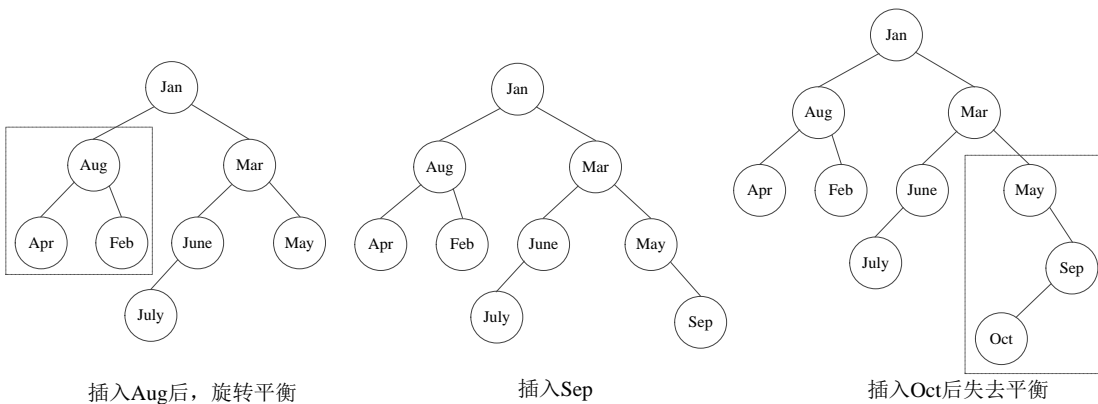 Jan
Aug
Mar
Apr
Feb
June
May
July
插入Aug后，旋转平衡
Jan
Aug
Mar
Apr
Feb
June
May
July
Sep
插入Sep
Jan
Aug
Mar
Apr
Feb
June
May
July
Sep
Oct
插入Oct后失去平衡